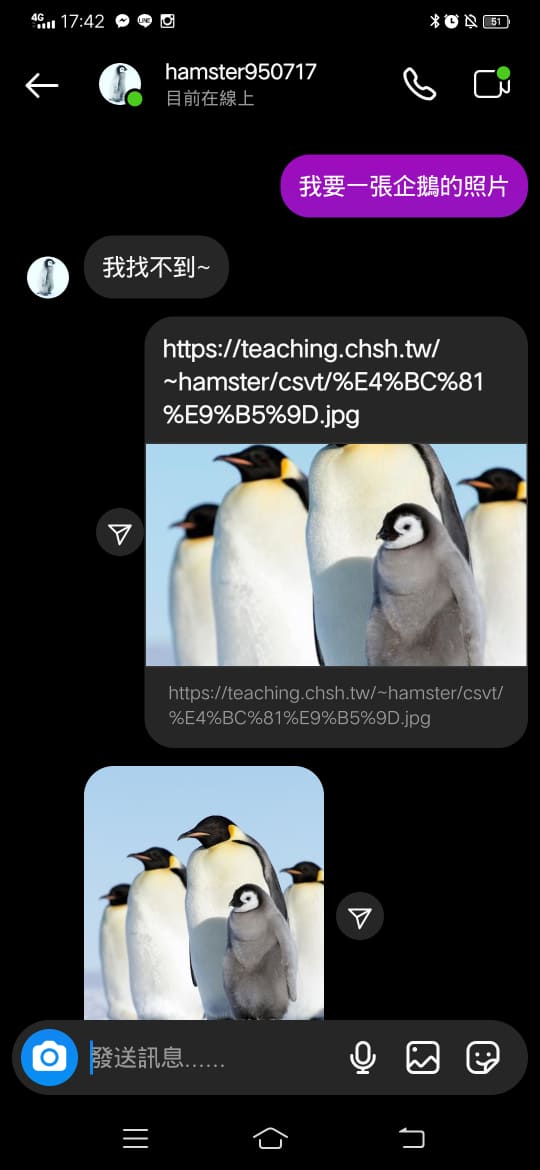 4G 17:42 LINE 51
hamster950717
目前在線上
我要一張企鵝的照片
我找不到~
https://teaching.chsh.tw/
~hamster/csvt/%E4%BC%81
%E9%B5%9D.jpg
https://teaching.chsh.tw/~hamster/csvt/
%E4%BC%81%E9%B5%9D.jpg
發送訊息......